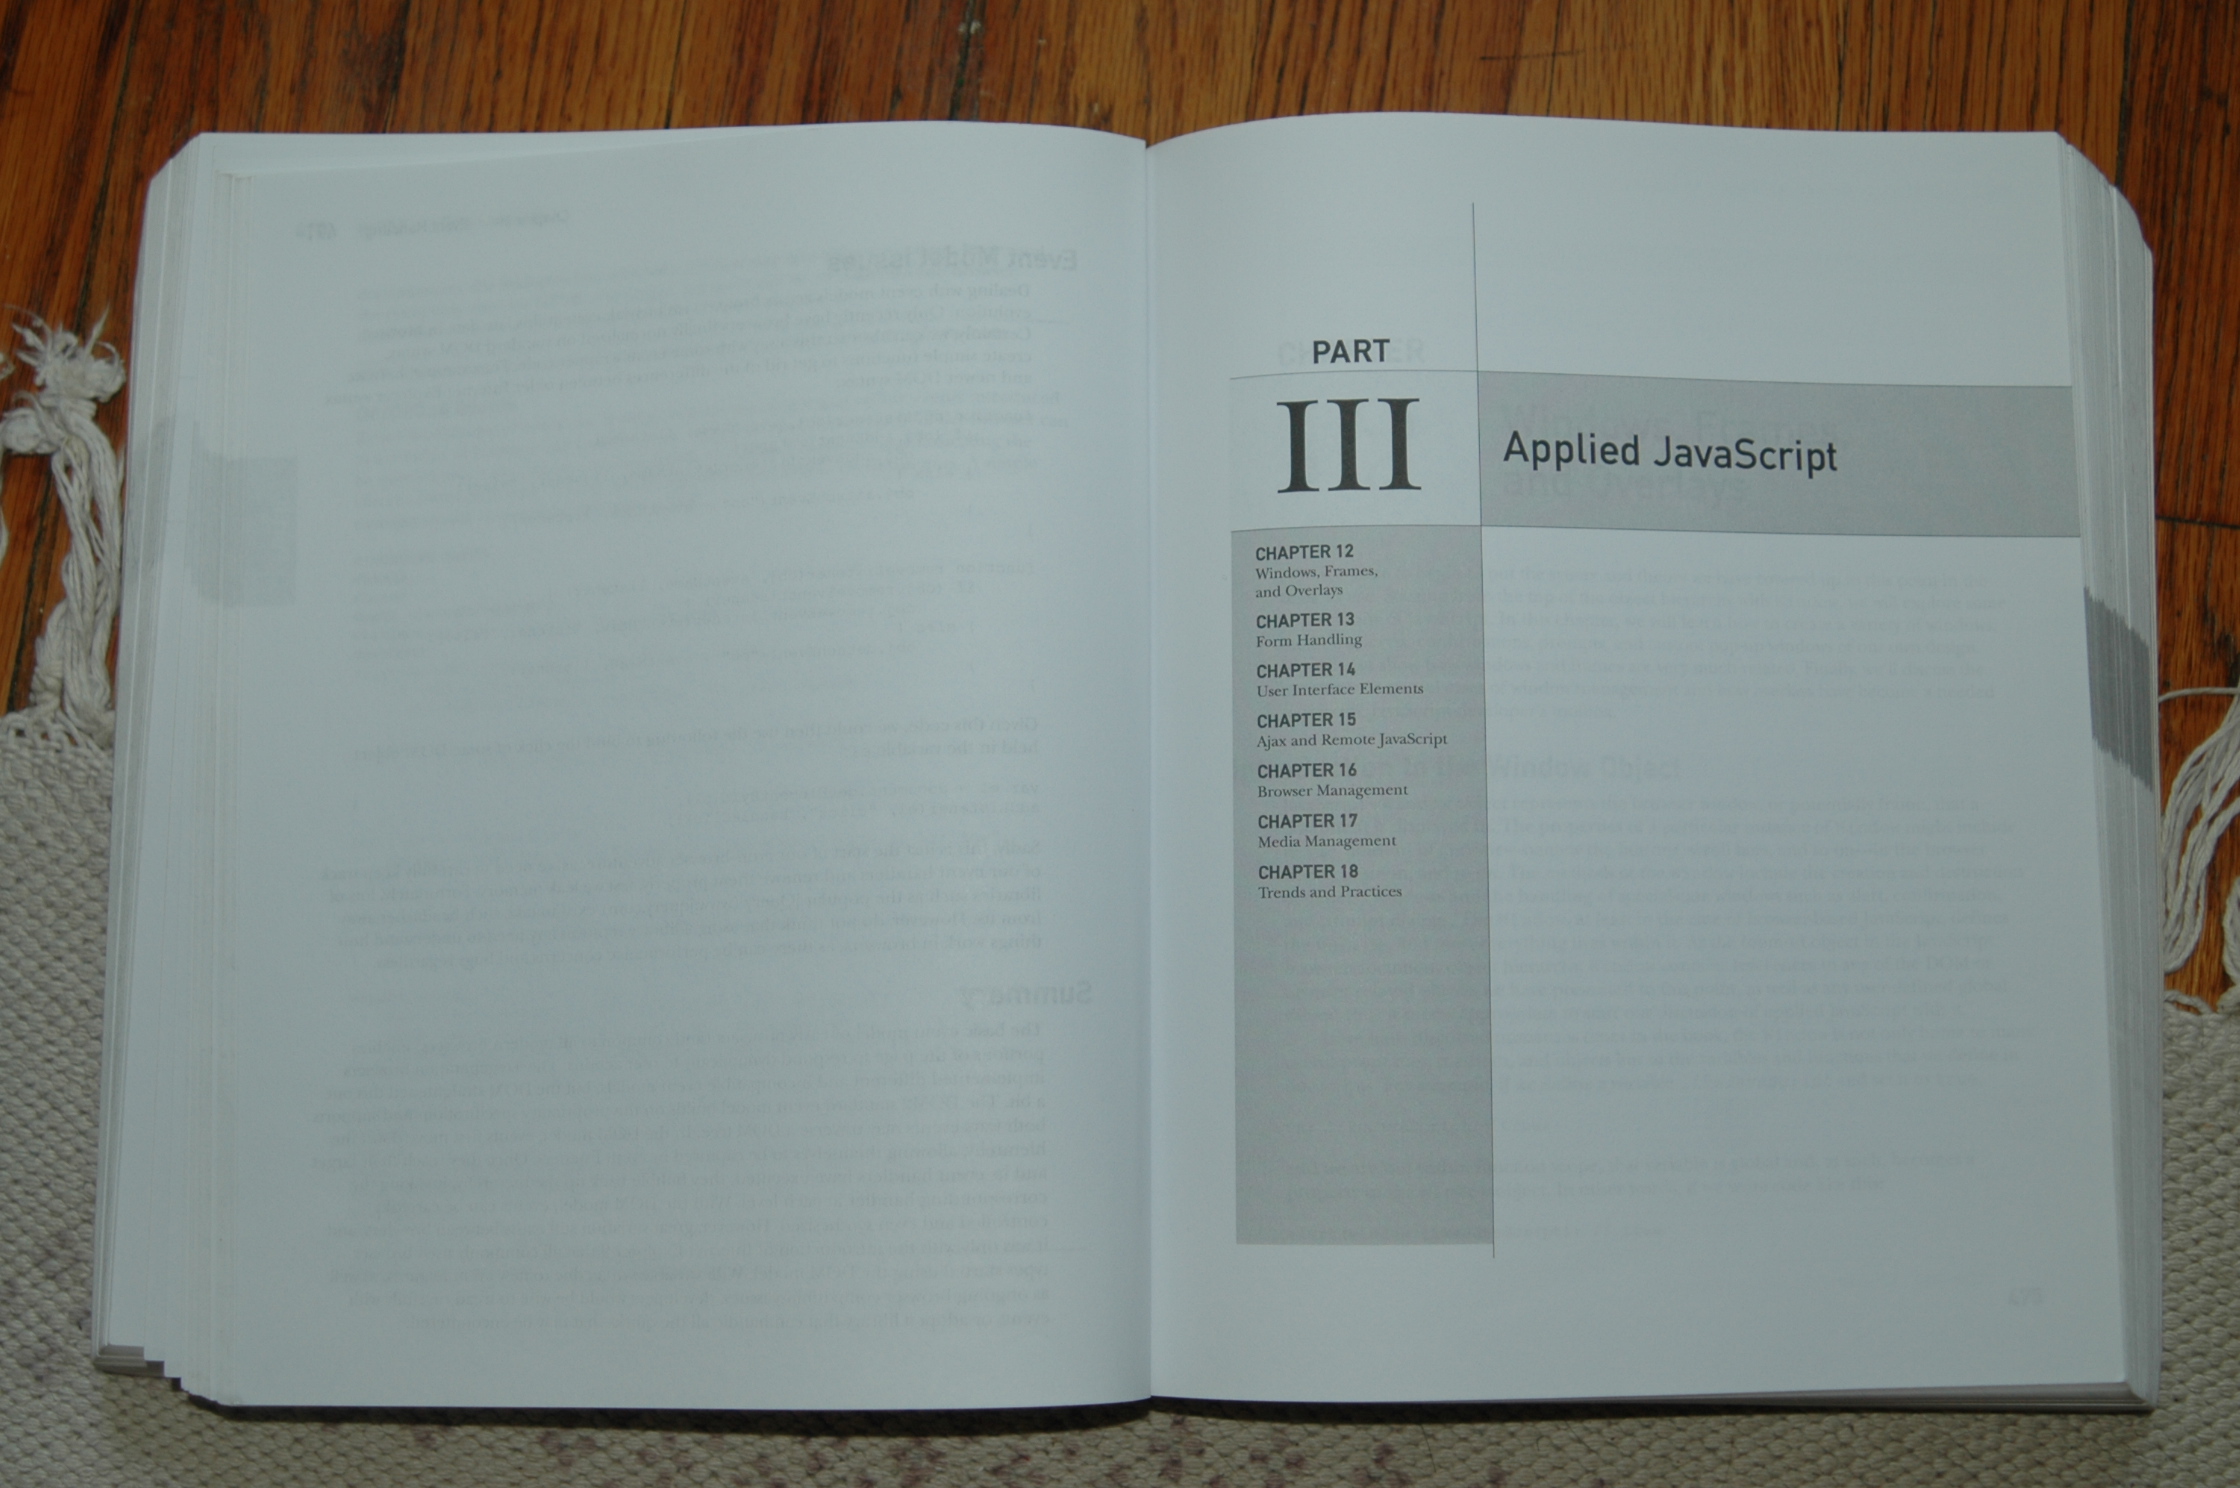 PART
III
Applied JavaScript
CHAPTER 12
Windows, Frames,
and Overlays
CHAPTER 13
Form Handling
CHAPTER 14
User Interface Elements
CHAPTER 15
Ajax and Remote JavaScript
CHAPTER 16
Browser Management
CHAPTER 17
Media Management
CHAPTER 18
Trends and Practices